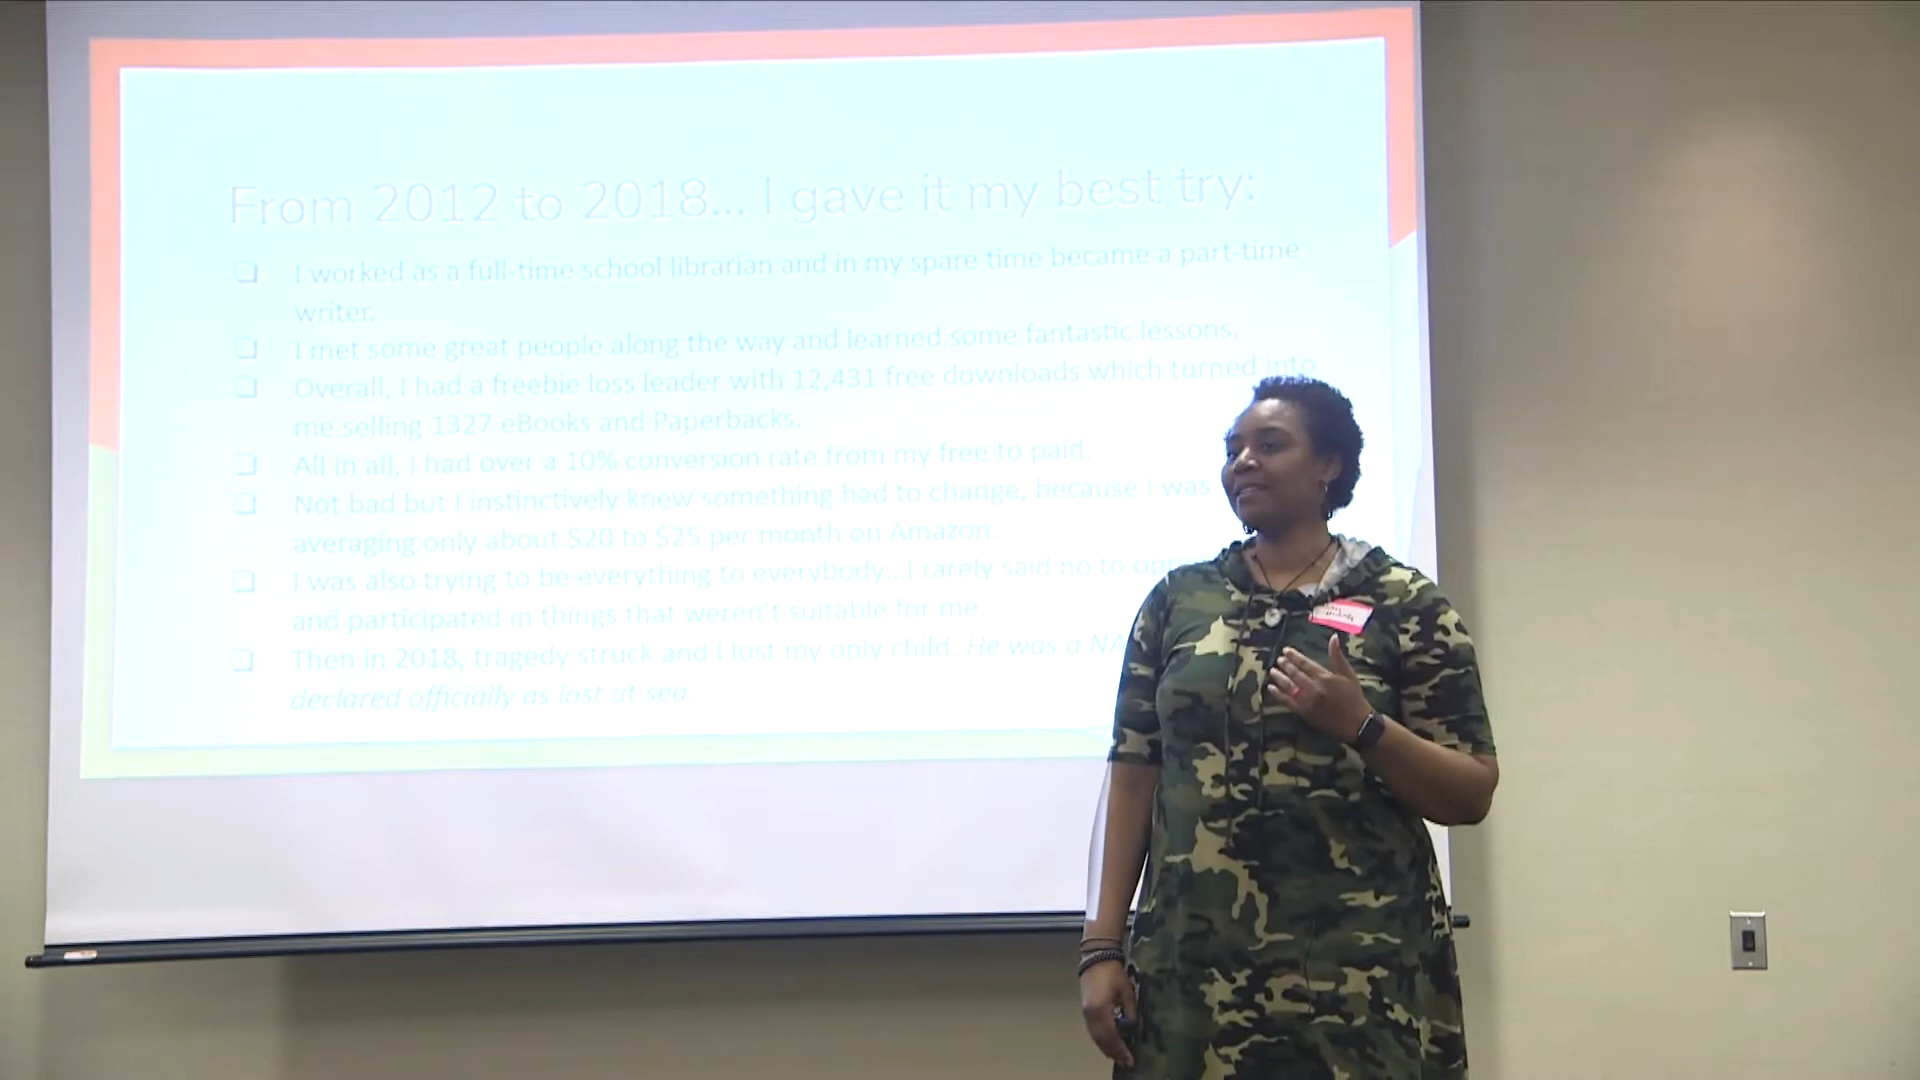 From 2012 to 2018... I gave it my best try:
I worked as a full-time school librarian and in my spare time became a part-time
writer.
I met some great people along the way and learned some fantastic lessons.
Overall, I had a freebie loss leader with 12,431 free downloads which turned into
me selling 1327 eBooks and Paperbacks.
All in all, I had over a 10% conversion rate from my free to paid.
Not bad but I instinctively knew something had to change, because I was
averaging only about $20 to $25 per month on Amazon.
I was also trying to be everything to everybody...I rarely said no to
and participated in things that weren't suitable for me.
Then in 2018, tragedy struck and I lost my only child. He was a
declared officially as lost at sea.